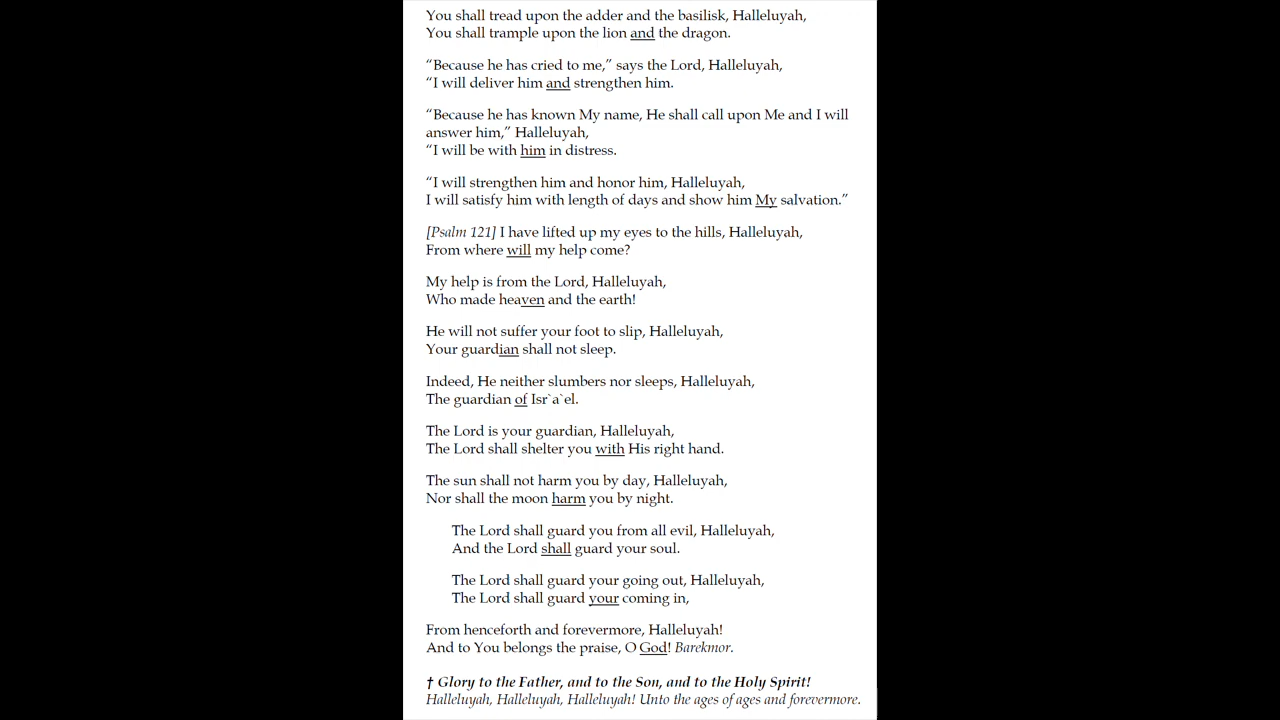 You shall tread upon the adder and the basilisk, Halleluyah,
You shall trample upon the lion and the dragon.
“Because he has cried to me,” says the Lord, Halleluyah,
“I will deliver him and strengthen him.
“Because he has known My name, He shall call upon Me and I will
answer him,” Halleluyah,
“I will be with him in distress.
“I will strengthen him and honor him, Halleluyah,
I will satisfy him with length of days and show him My salvation.”
[Psalm 121] I have lifted up my eyes to the hills, Halleluyah,
From where will my help come?
My help is from the Lord, Halleluyah,
Who made heaven and the earth!
He will not suffer your foot to slip, Halleluyah,
Your guardian shall not sleep.
Indeed, He neither slumbers nor sleeps, Halleluyah,
The guardian of Isr`a`el.
The Lord is your guardian, Halleluyah,
The Lord shall shelter you with His right hand.
The sun shall not harm you by day, Halleluyah,
Nor shall the moon harm you by night.
The Lord shall guard you from all evil, Halleluyah,
And the Lord shall guard your soul.
The Lord shall guard your going out, Halleluyah,
The Lord shall guard your coming in,
From henceforth and forevermore, Halleluyah!
And to You belongs the praise, O God! Barekmor.
† Glory to the Father, and to the Son, and to the Holy Spirit!
Halleluyah, Halleluyah, Halleluyah! Unto the ages of ages and forevermore.